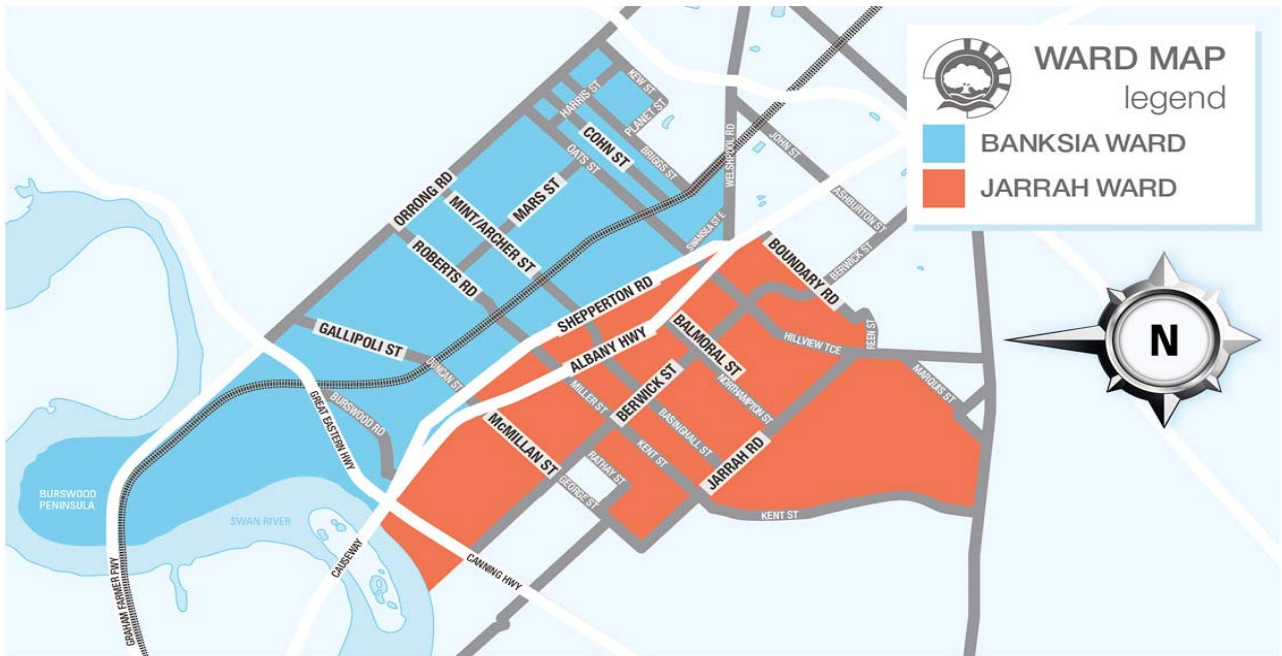 WARD MAP
legend
BANKSIA WARD
JARRAH WARD
N
KEW ST
HARRIS ST
PLANET ST
COHN ST
BRIGGS ST
OATS ST
WELSHPOOL RD
JOHN ST
ORRONG RD
MARS ST
MINT/ARCHER ST
ASHBURTON ST
ROBERTS RD
SWANSEA ST E
BERWICK ST
BOUNDARY RD
SHEPPERTON RD
GALLIPOLI ST
ALBANY HWY
BALMORAL ST
HILLVIEW TCE
REEN ST
DUNCAN ST
MARQUIS ST
GREAT EASTERN HWY
BURSWOOD RD
MILLER ST
BERWICK ST
NORTHAMPTON ST
McMILLAN ST
BASINGHALL ST
KENT ST
JARRAH RD
RATHAY ST
GEORGE ST
BURSWOOD
PENINSULA
SWAN RIVER
KENT ST
CAUSEWAY
CANNING HWY
GRAHAM FARMER FWY